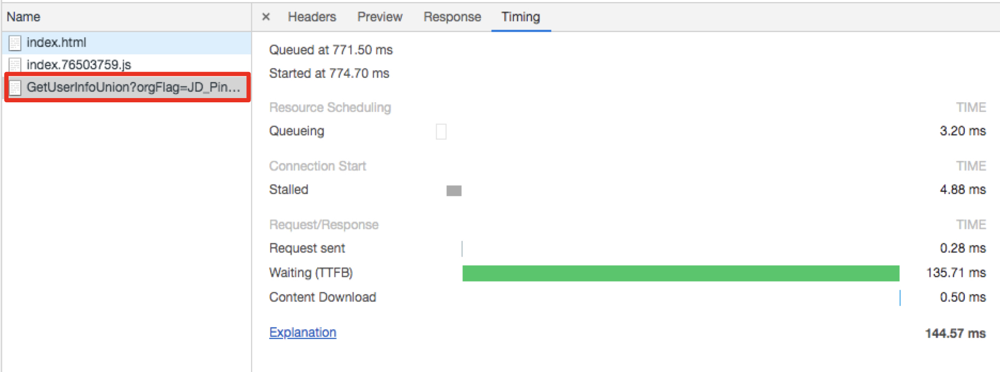 Name
× Headers Preview Response Timing
index.html
index.76503759.js
GetUserInfoUnion?orgFlag=JD_Pin...
Queued at 771.50 ms
Started at 774.70 ms
Resource Scheduling TIME
Queueing 3.20 ms
Connection Start TIME
Stalled 4.88 ms
Request/Response TIME
Request sent 0.28 ms
Waiting (TTFB) 135.71 ms
Content Download 0.50 ms
Explanation 144.57 ms